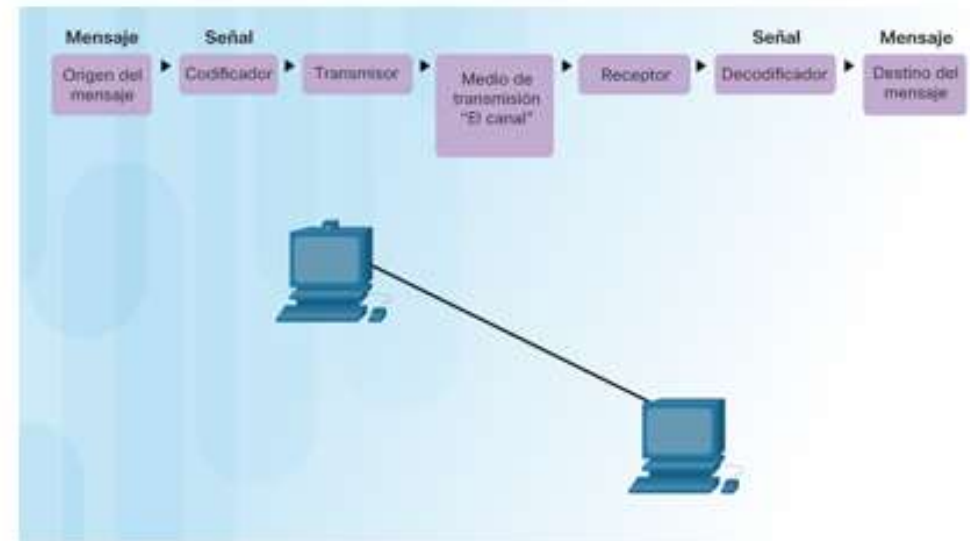 Mensaje
Señal
Señal
Mensaje
Origen del
mensaje
Codificador
Transmisor
Medio de
transmisión
"El canal"
Receptor
Decodificador
Destino del
mensaje